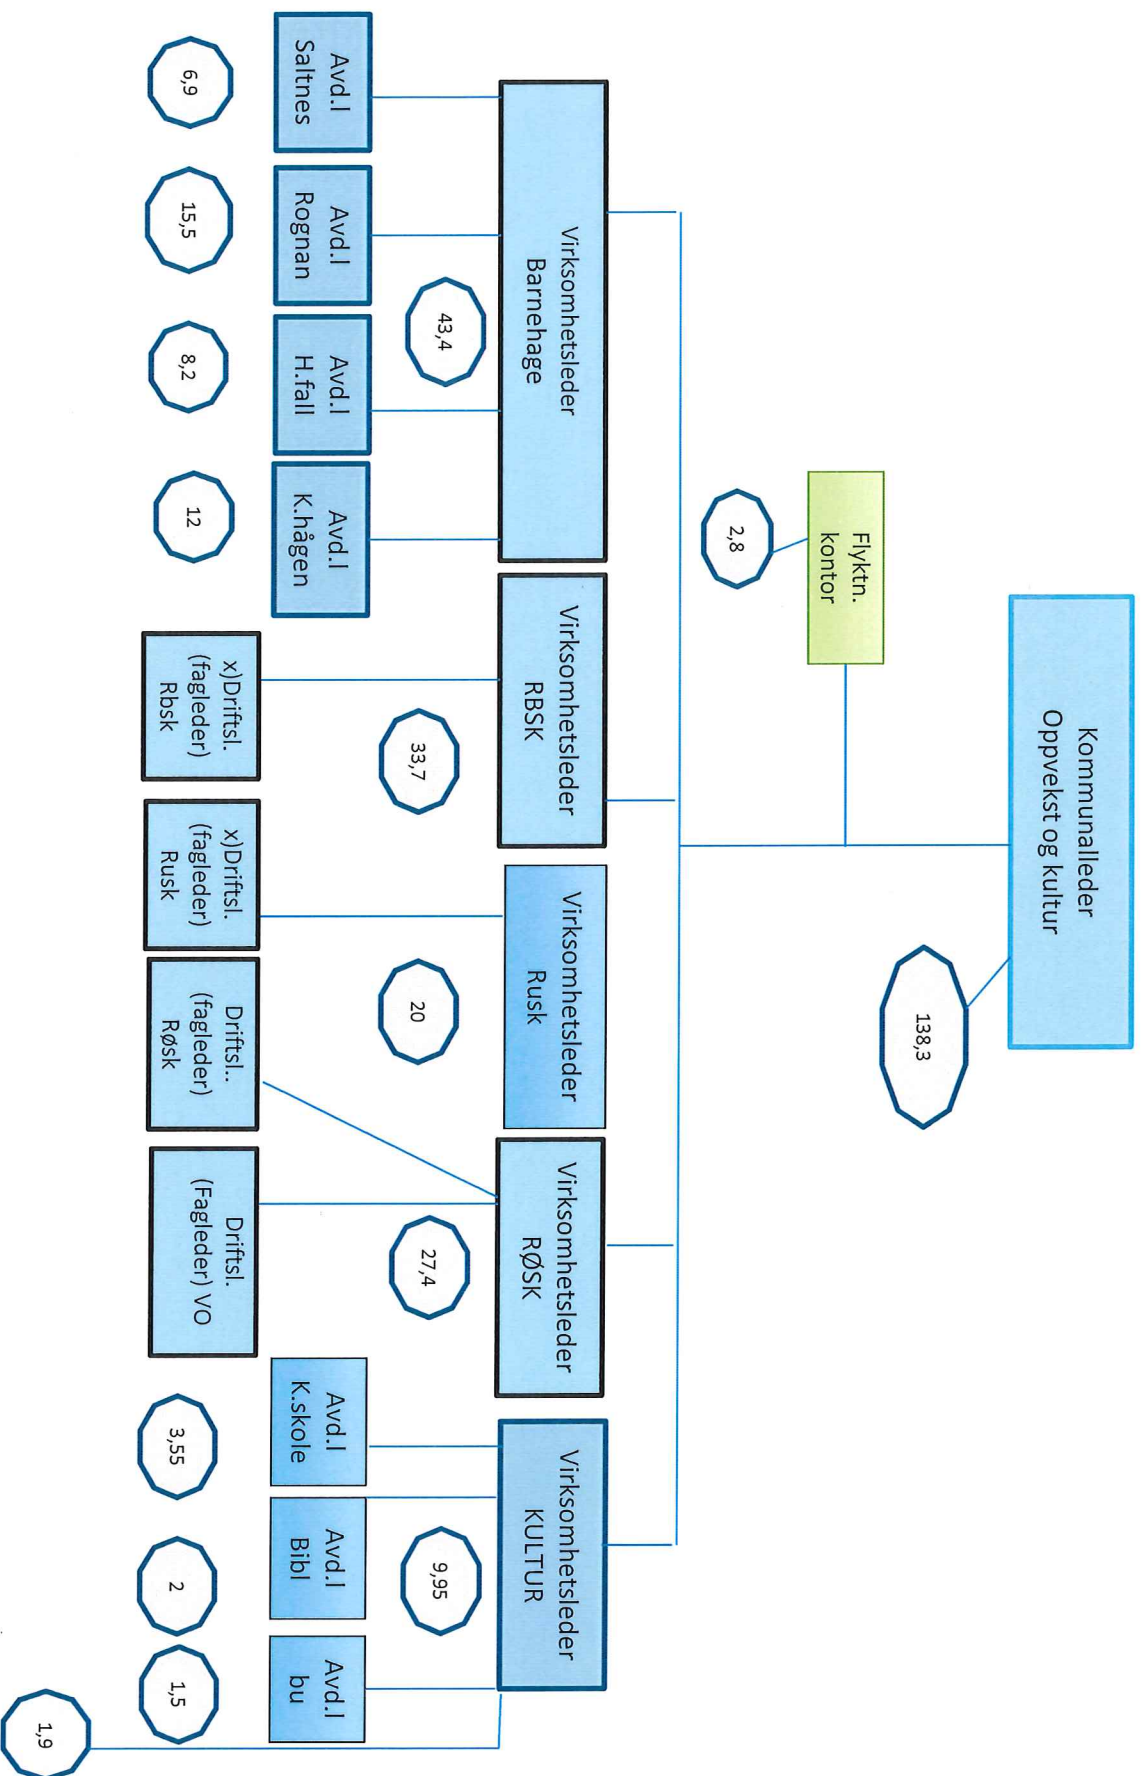 Kommunalleder
Oppvekst og kultur
138,3
Flyktn.
kontor
2,8
Virksomhetsleder
Barnehage
Virksomhetsleder
RBSK
Virksomhetsleder
Rusk
Virksomhetsleder
RØSK
Virksomhetsleder
KULTUR
43,4
33,7
20
27,4
9,95
Avd.l
Saltnes
Avd.l
Rognan
Avd.l
H.fall
Avd.l
K.hågen
x)Driftsl.
(fagleder)
Rbsk
x)Driftsl.
(fagleder)
Rusk
Driftsl..
(fagleder)
Røsk
Driftsl.
(Fagleder) VO
Avd.l
K.skole
Avd.l
Bibl
Avd.l
bu
6,9
15,5
8,2
12
3,55
2
1,5
1,9